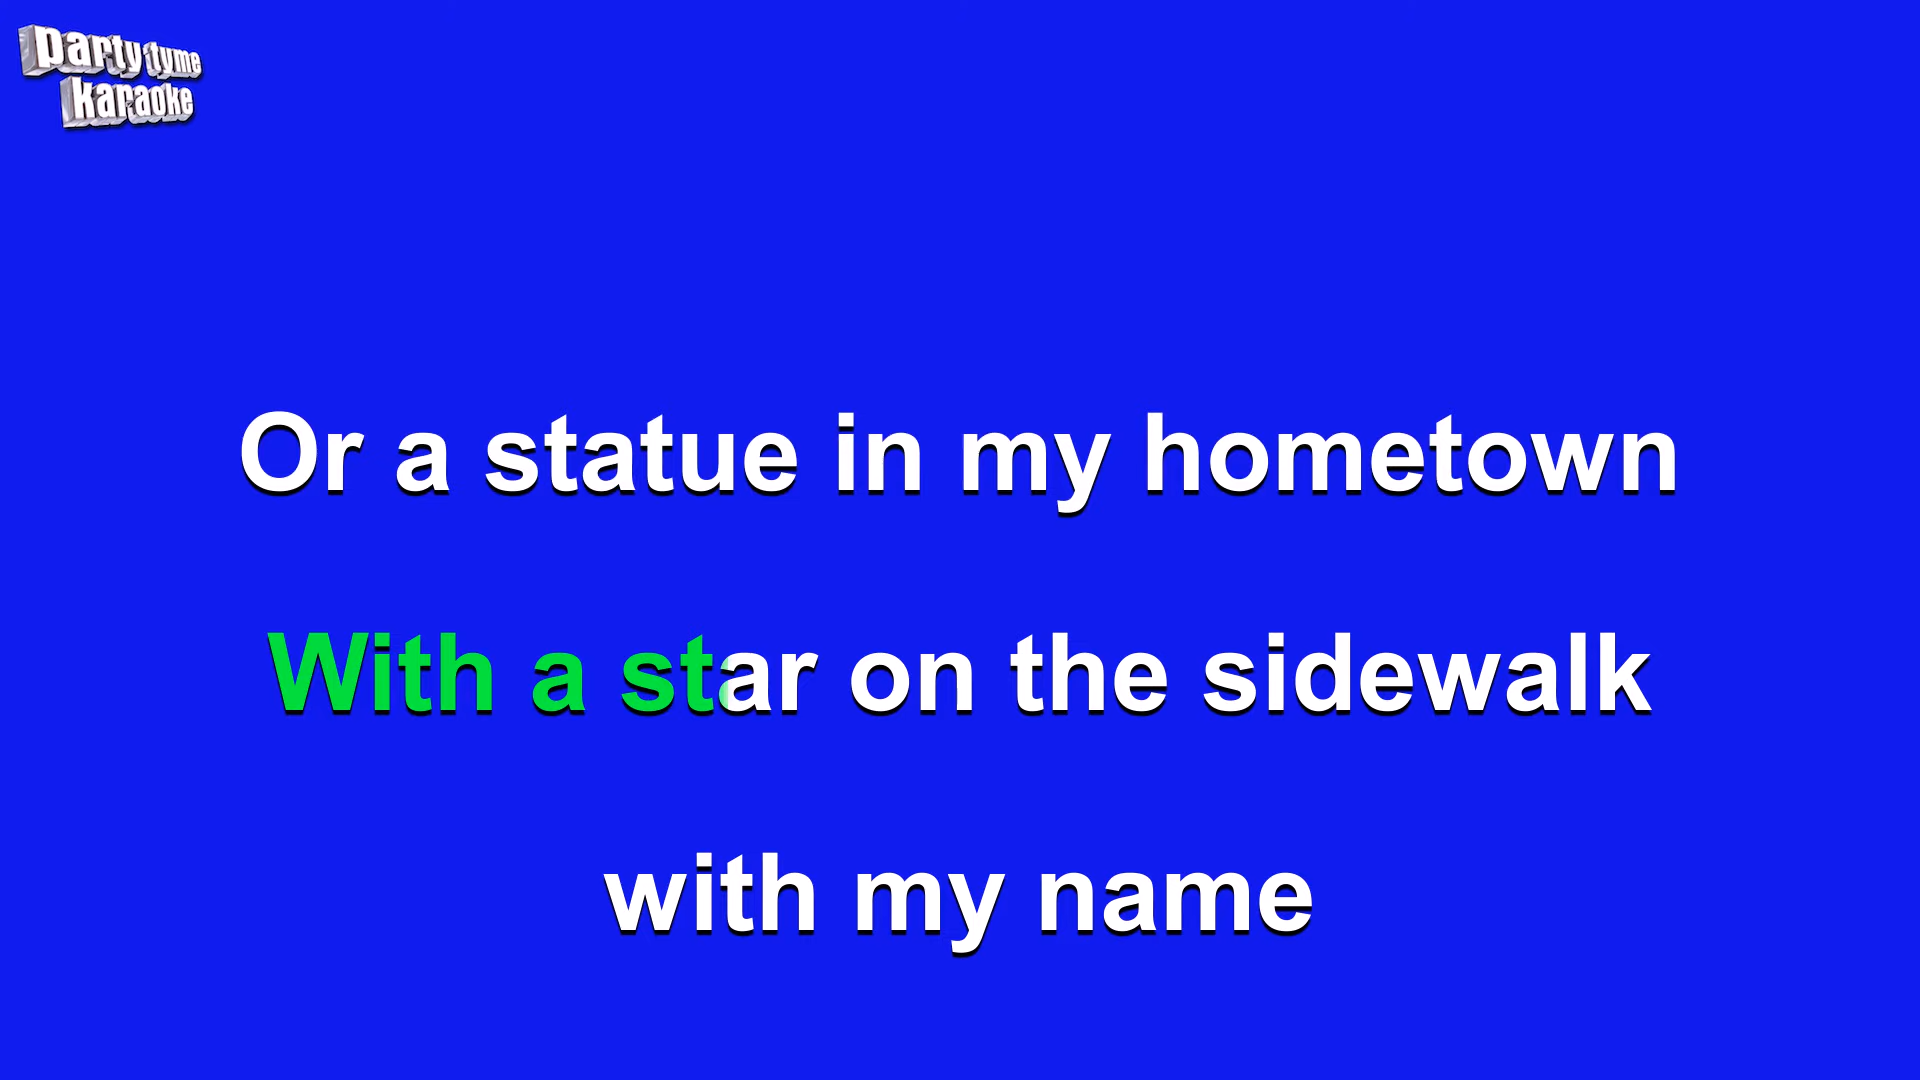 party tyme
karaoke
Or a statue in my hometown
With a star on the sidewalk
with my name